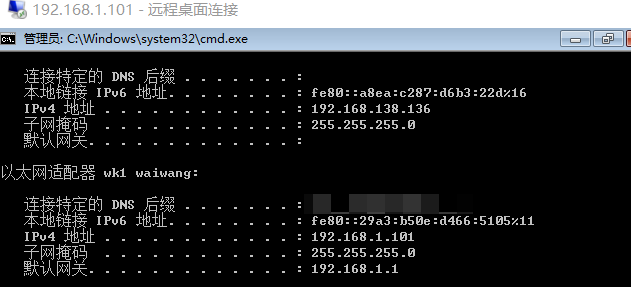 192.168.1.101 - 远程桌面连接
管理员: C:\Windows\system32\cmd.exe
连接特定的 DNS 后缀 . . . . . . . :
本地链接 IPv6 地址. . . . . . . . : fe80::a8ea:c287:d6b3:22d%16
IPv4 地址 . . . . . . . . . . . . : 192.168.138.136
子网掩码 . . . . . . . . . . . . : 255.255.255.0
默认网关. . . . . . . . . . . . . :
以太网适配器 wk1 waiwang:
连接特定的 DNS 后缀 . . . . . . . :
本地链接 IPv6 地址. . . . . . . . : fe80::29a3:b50e:d466:5105%11
IPv4 地址 . . . . . . . . . . . . : 192.168.1.101
子网掩码 . . . . . . . . . . . . : 255.255.255.0
默认网关. . . . . . . . . . . . . : 192.168.1.1